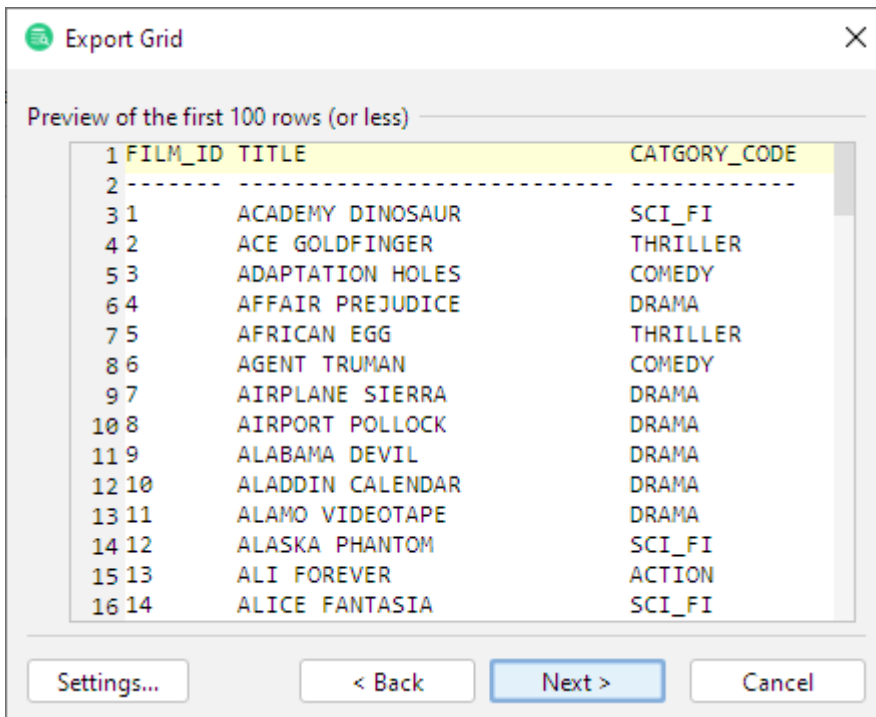 Export Grid
Preview of the first 100 rows (or less)
1 FILM_ID TITLE CATGORY_CODE
2 ------- --------------------------- ------------
3 1 ACADEMY DINOSAUR SCI_FI
4 2 ACE GOLDFINGER THRILLER
5 3 ADAPTATION HOLES COMEDY
6 4 AFFAIR PREJUDICE DRAMA
7 5 AFRICAN EGG THRILLER
8 6 AGENT TRUMAN COMEDY
9 7 AIRPLANE SIERRA DRAMA
10 8 AIRPORT POLLOCK DRAMA
11 9 ALABAMA DEVIL DRAMA
12 10 ALADDIN CALENDAR DRAMA
13 11 ALAMO VIDEOTAPE DRAMA
14 12 ALASKA PHANTOM SCI_FI
15 13 ALI FOREVER ACTION
16 14 ALICE FANTASIA SCI_FI
Settings... < Back Next > Cancel